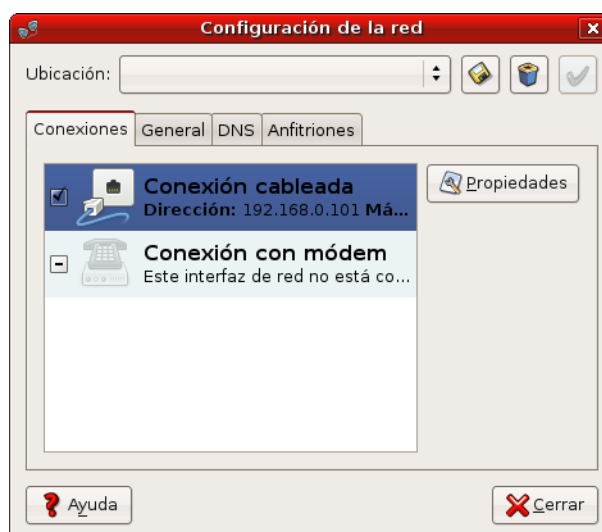 Configuración de la red
Ubicación:
Conexiones General DNS Anfitriones
Conexión cableada
Dirección: 192.168.0.101 Má...
Propiedades
Conexión con módem
Este interfaz de red no está co...
Ayuda
Cerrar